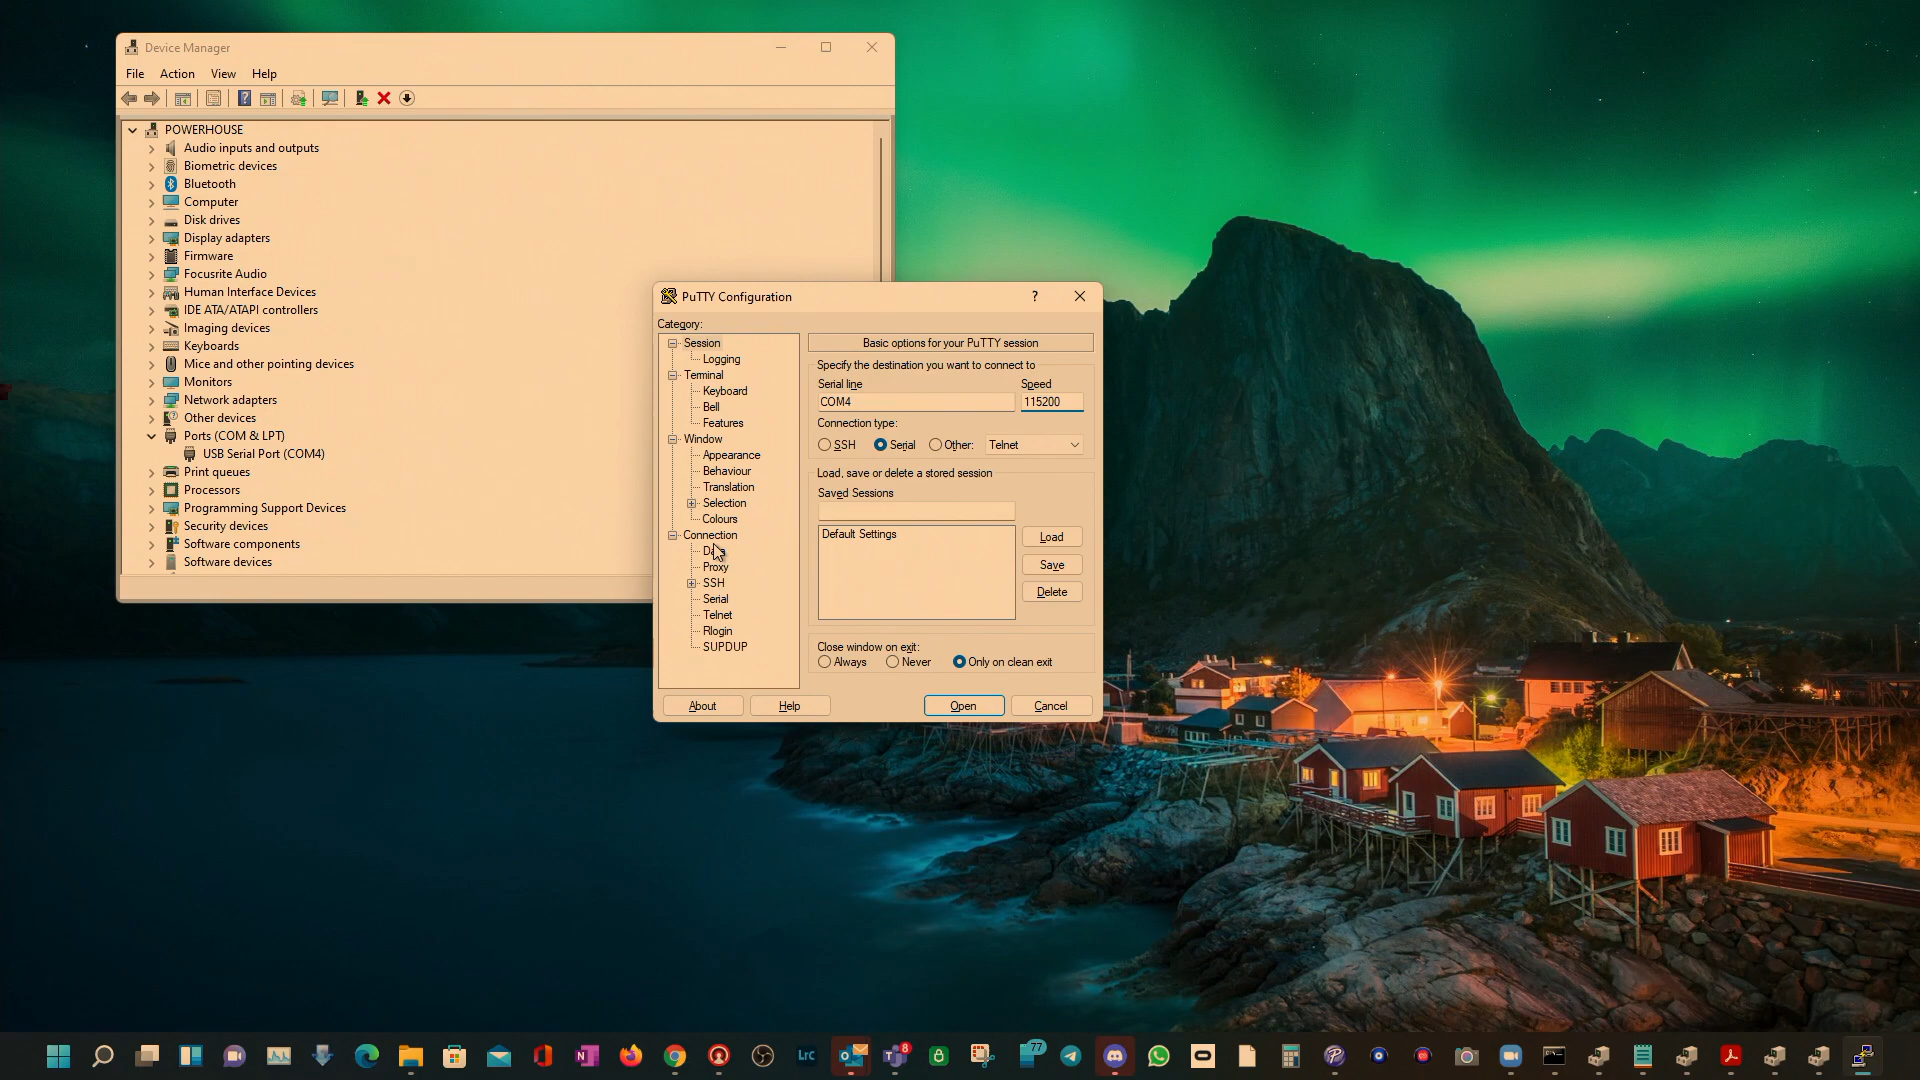 Device Manager
File Action View Help
POWERHOUSE
Audio inputs and outputs
Biometric devices
Bluetooth
Computer
Disk drives
Display adapters
Firmware
Focusrite Audio
Human Interface Devices
IDE ATA/ATAPI controllers
Imaging devices
Keyboards
Mice and other pointing devices
Monitors
Network adapters
Other devices
Ports (COM & LPT)
USB Serial Port (COM4)
Print queues
Processors
Programming Support Devices
Security devices
Software components
Software devices
PuTTY Configuration
?
Category:
Session
Logging
Terminal
Keyboard
Bell
Features
Window
Appearance
Behaviour
Translation
Selection
Colours
Connection
Proxy
SSH
Serial
Telnet
Rlogin
SUPDUP
Basic options for your PuTTY session
Specify the destination you want to connect to
Serial line Speed
COM4 115200
Connection type:
SSH Serial Other: Telnet
Load, save or delete a stored session
Saved Sessions
Default Settings
Load
Save
Delete
Close window on exit:
Always Never Only on clean exit
About Help Open Cancel
LrC 8 77